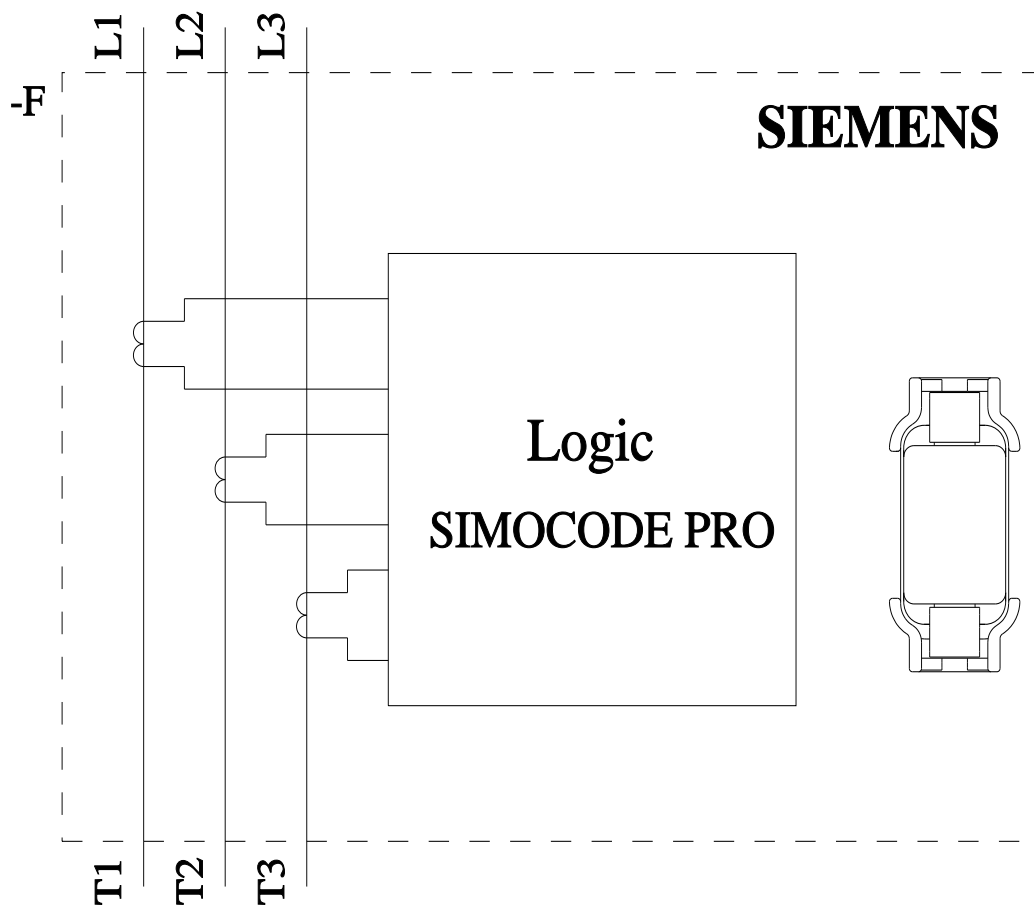 L1 L2 L3
-F
SIEMENS
Logic
SIMOCODE PRO
T1 T2 T3